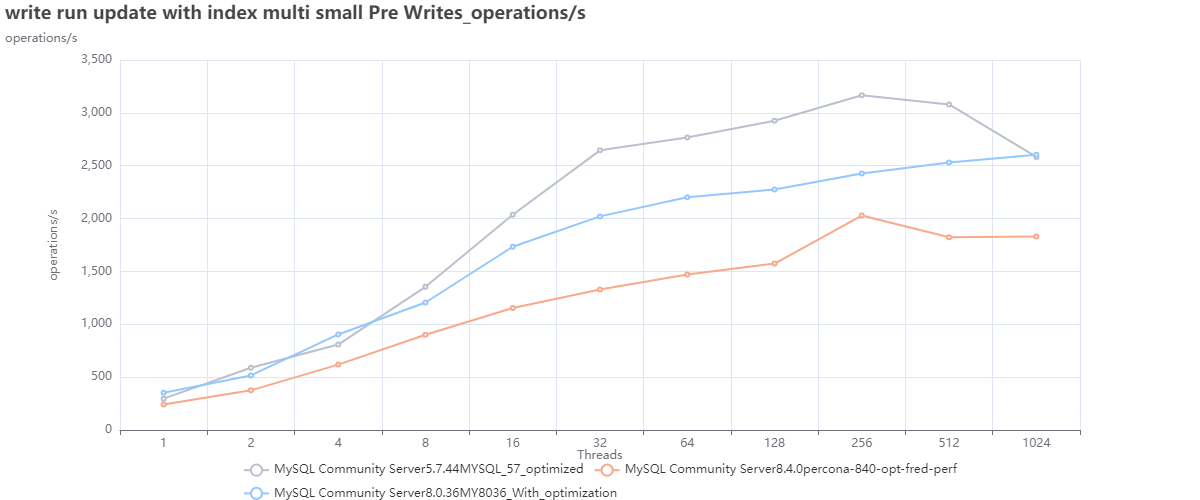 write run update with index multi small Pre Writes_operations/s
operations/s
3,500
3,000
2,500
2,000
1,500
1,000
500
0
operations/s
1 2 4 8 16 32 64 128 256 512 1024
Threads
MySQL Community Server5.7.44MYSQL_57_optimized MySQL Community Server8.4.0percona-840-opt-fred-perf
MySQL Community Server8.0.36MY8036_With_optimization